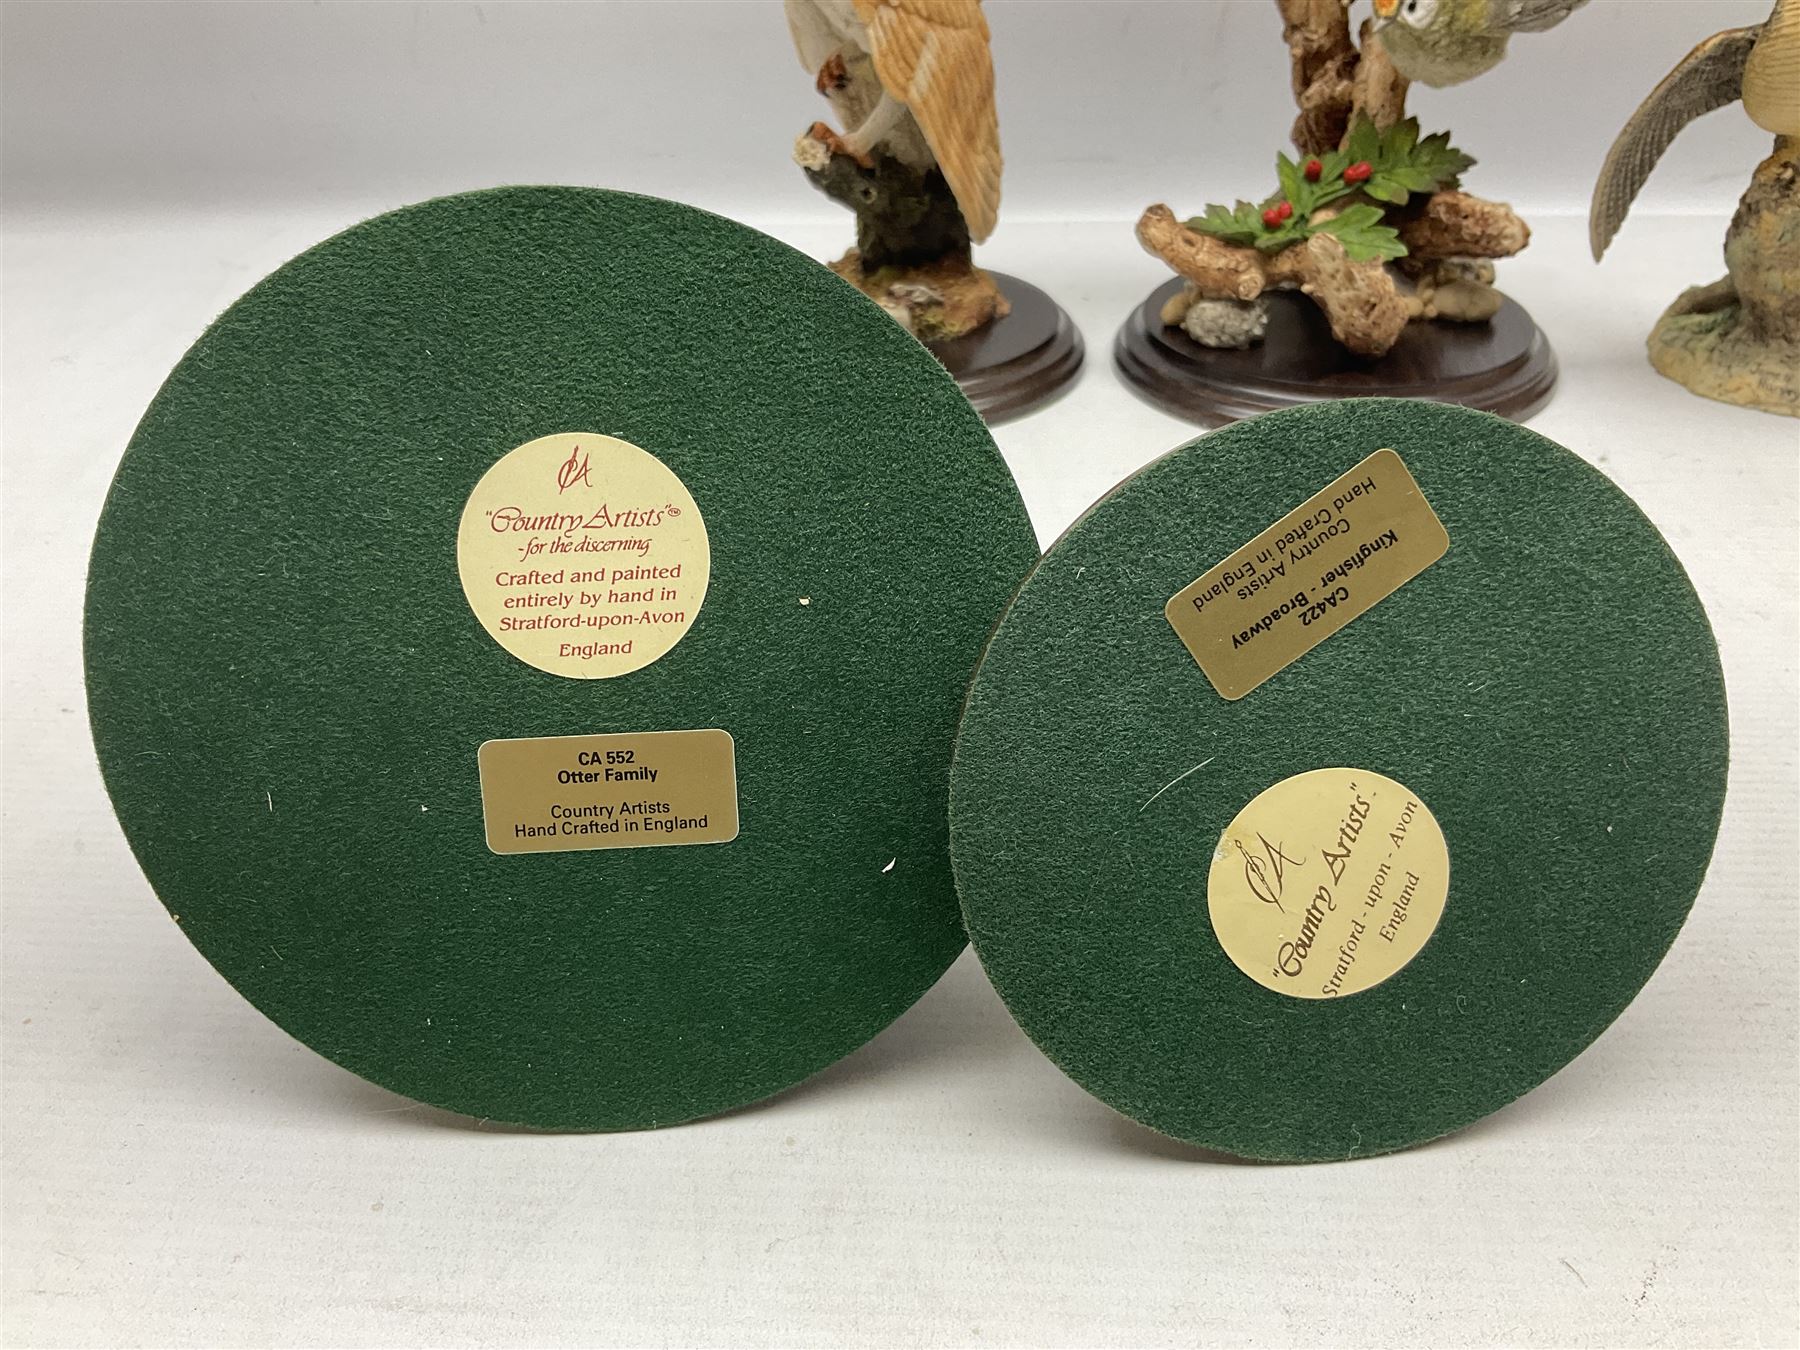 CA
"Country Artists"™
-for the discerning
Crafted and painted
entirely by hand in
Stratford-upon-Avon
England
CA 552
Otter Family
Country Artists
Hand Crafted in England
CA422
Kingfisher - Broadway
Country Artists
Hand Crafted in England
CA
"Country Artists"
Stratford - upon - Avon
England